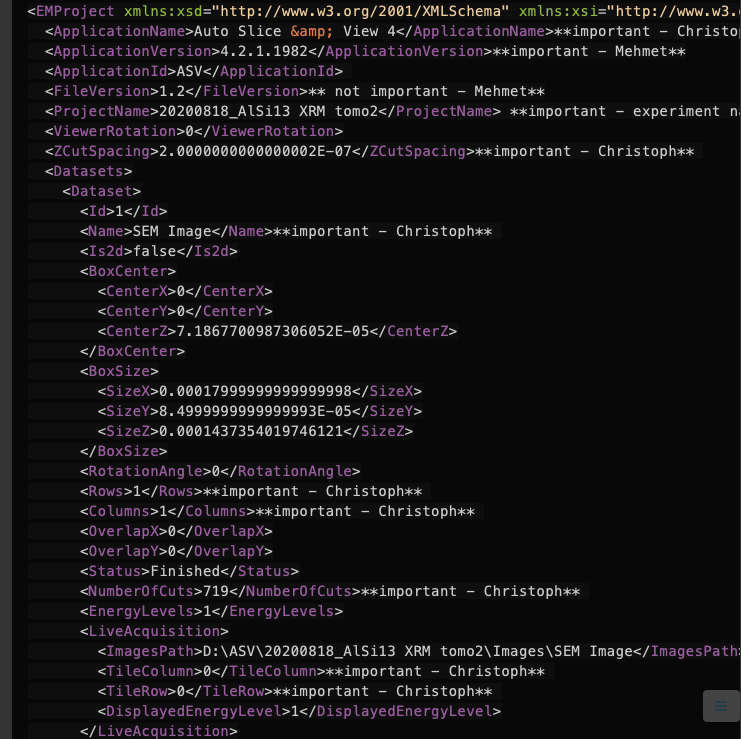 <EMProject xmlns:xsd="http://www.w3.org/2001/XMLSchema" xmlns:xsi="http://www.w3.
<ApplicationName>Auto Slice &amp; View 4</ApplicationName>**important – Christop
<ApplicationVersion>4.2.1.1982</ApplicationVersion>**important – Mehmet**
<ApplicationId>ASV</ApplicationId>
<FileVersion>1.2</FileVersion>** not important – Mehmet**
<ProjectName>20200818_AlSi13 XRM tomo2</ProjectName> **important – experiment na
<ViewerRotation>0</ViewerRotation>
<ZCutSpacing>2.0000000000000002E-07</ZCutSpacing>**important – Christoph**
<Datasets>
<Dataset>
<Id>1</Id>
<Name>SEM Image</Name>**important – Christoph**
<Is2d>false</Is2d>
<BoxCenter>
<CenterX>0</CenterX>
<CenterY>0</CenterY>
<CenterZ>7.1867700987306052E-05</CenterZ>
</BoxCenter>
<BoxSize>
<SizeX>0.00017999999999999998</SizeX>
<SizeY>8.4999999999999993E-05</SizeY>
<SizeZ>0.0001437354019746121</SizeZ>
</BoxSize>
<RotationAngle>0</RotationAngle>
<Rows>1</Rows>**important – Christoph**
<Columns>1</Columns>**important – Christoph**
<OverlapX>0</OverlapX>
<OverlapY>0</OverlapY>
<Status>Finished</Status>
<NumberOfCuts>719</NumberOfCuts>**important – Christoph**
<EnergyLevels>1</EnergyLevels>
<LiveAcquisition>
<ImagesPath>D:\ASV\20200818_AlSi13 XRM tomo2\Images\SEM Image</ImagesPath>
<TileColumn>0</TileColumn>**important – Christoph**
<TileRow>0</TileRow>**important – Christoph**
<DisplayedEnergyLevel>1</DisplayedEnergyLevel>
</LiveAcquisition>